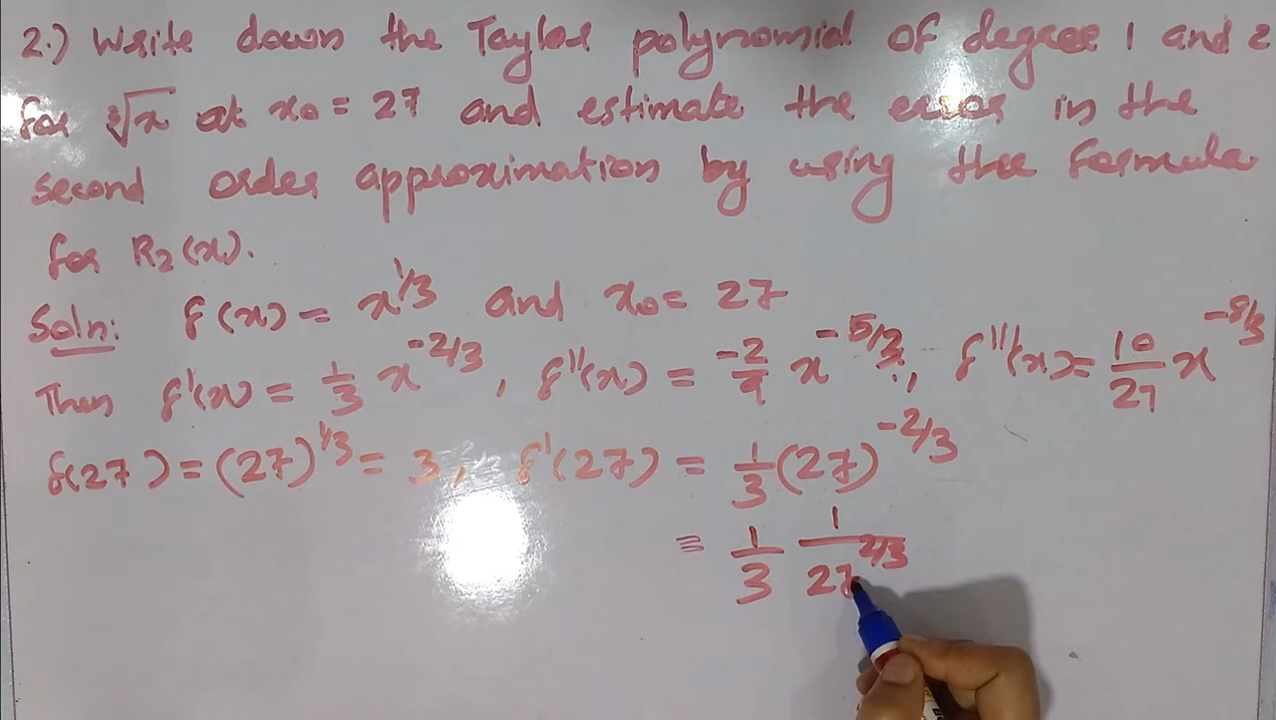 2.) Write down the Taylor polynomial of degree 1 and 2
for ∛x at x₀ = 27 and estimate the error in the
second order approximation by using the formula
for R₂(x).
Soln: f(x) = x^1/3 and x₀ = 27
Then f'(x) = 1/3 x^-2/3, f''(x) = -2/9 x^-5/3, f'''(x) = 10/27 x^-8/3
f(27) = (27)^1/3 = 3, f'(27) = 1/3 (27)^-2/3
= 1/3 1/27^2/3